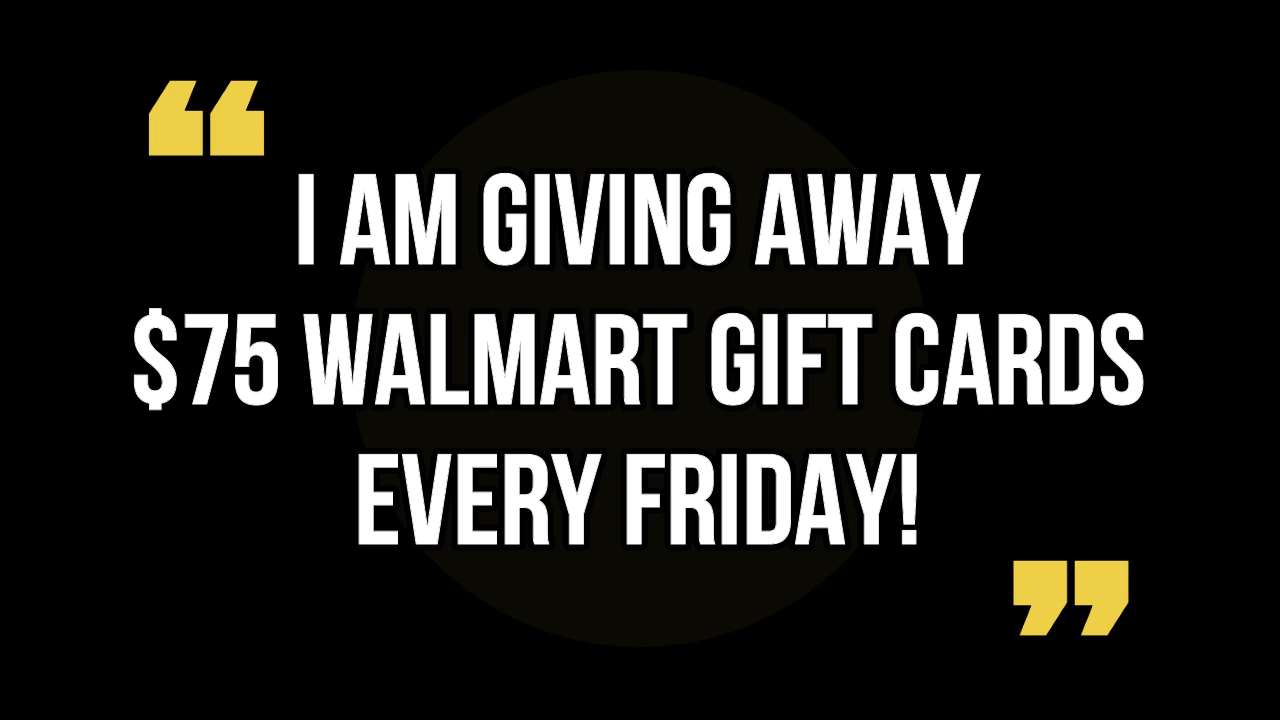 “
I AM GIVING AWAY
$75 WALMART GIFT CARDS
EVERY FRIDAY!
”